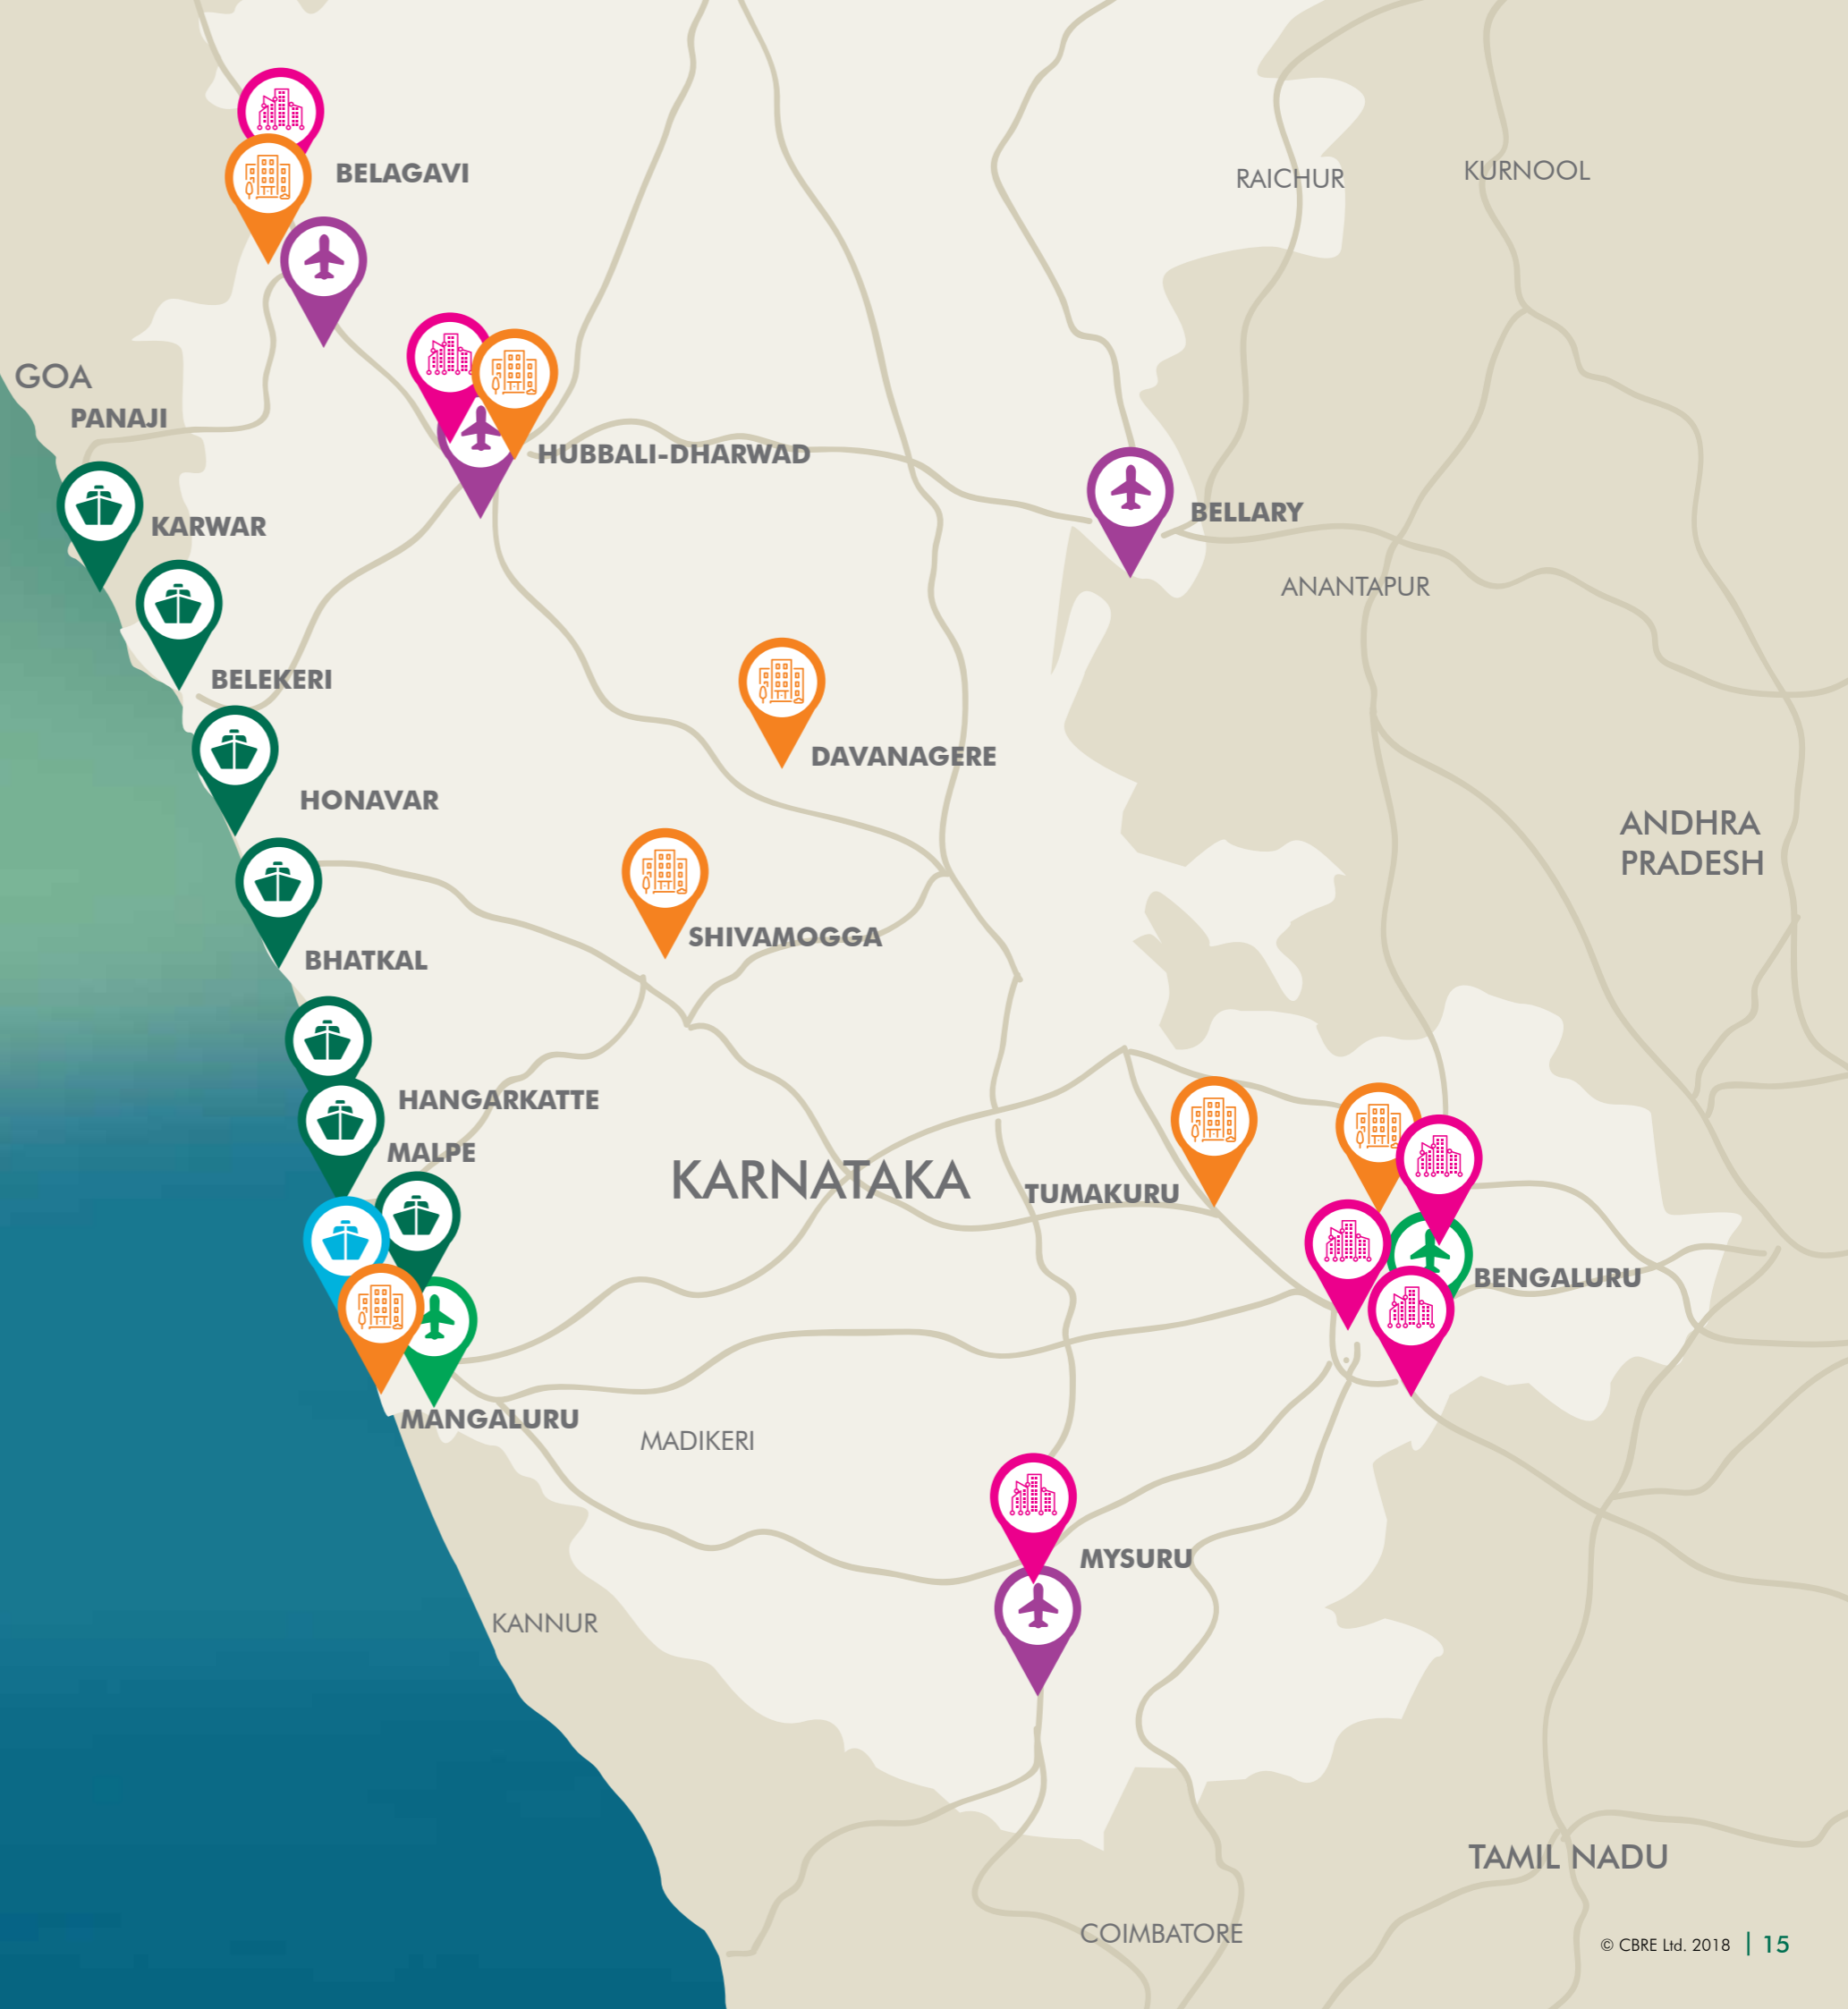 BELAGAVI
RAICHUR
KURNOOL
GOA
PANAJI
HUBBALI-DHARWAD
KARWAR
BELLARY
ANANTAPUR
BELEKERI
DAVANAGERE
HONAVAR
ANDHRA
PRADESH
SHIVAMOGGA
BHATKAL
HANGARKATTE
MALPE
KARNATAKA
TUMAKURU
BENGALURU
MANGALURU
MADIKERI
MYSURU
KANNUR
TAMIL NADU
COIMBATORE
© CBRE Ltd. 2018 | 15